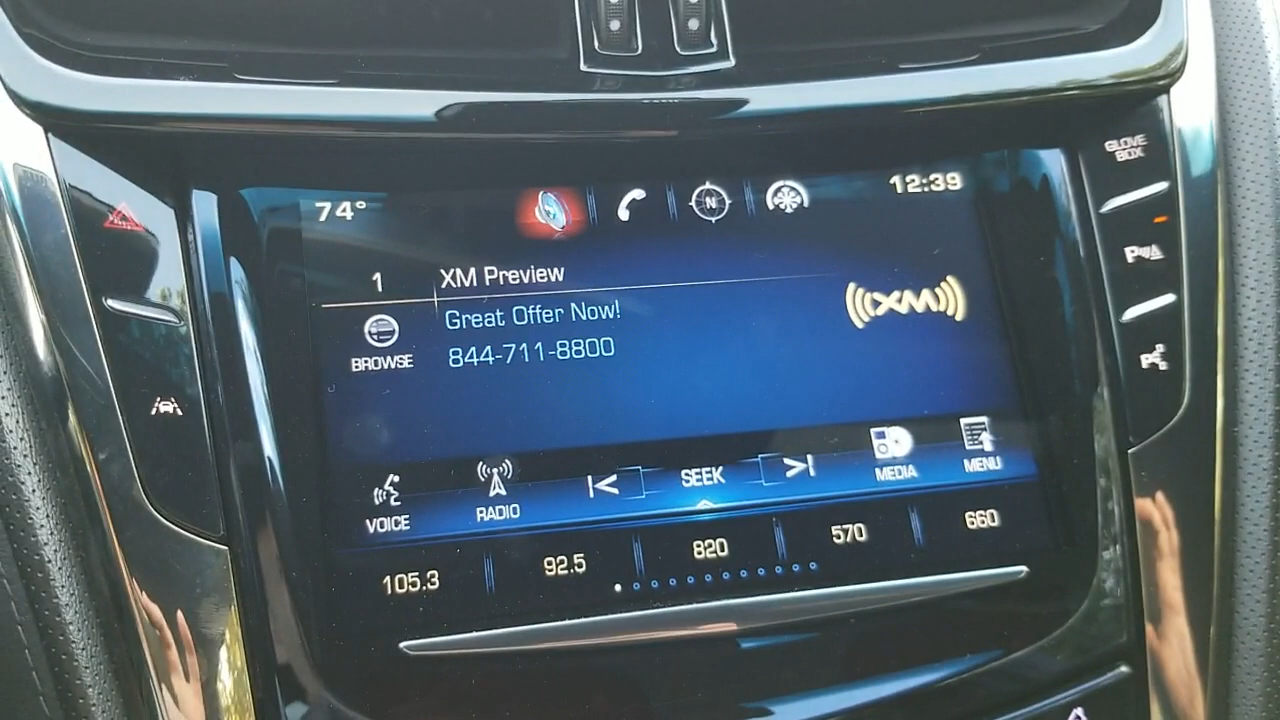 GLOVE
BOX
74°
N
12:39
1
XM Preview
Great Offer Now!
844-711-8800
((XM))
BROWSE
VOICE
RADIO
SEEK
MEDIA
MENU
105.3
92.5
820
570
660
P